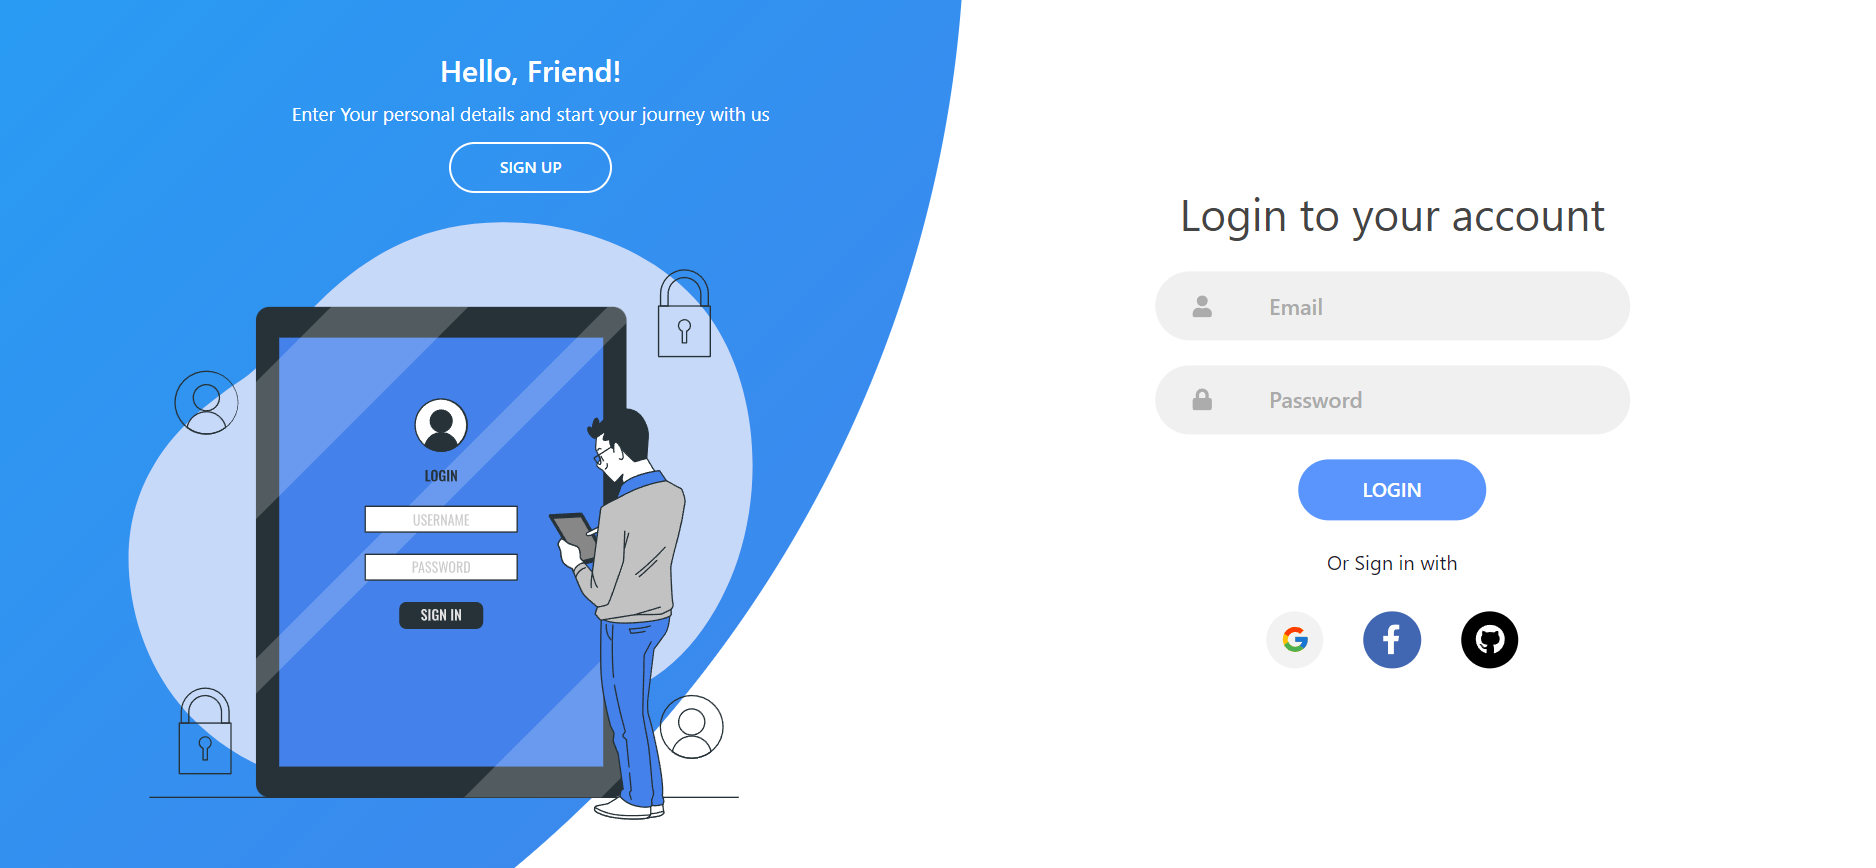 Hello, Friend!
Enter Your personal details and start your journey with us
SIGN UP
LOGIN
USERNAME
PASSWORD
SIGN IN
Login to your account
Email
Password
LOGIN
Or Sign in with